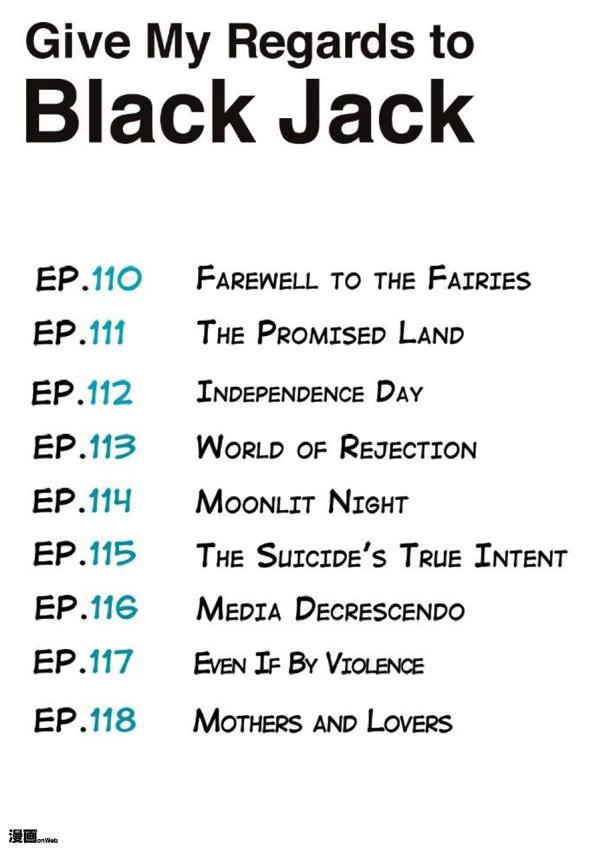 Give My Regards to
Black Jack
EP.110 Farewell to the Fairies
EP.111 The Promised Land
EP.112 Independence Day
EP.113 World of Rejection
EP.114 Moonlit Night
EP.115 The Suicide's True Intent
EP.116 Media Decrescendo
EP.117 Even If By Violence
EP.118 Mothers and Lovers
漫画onWeb